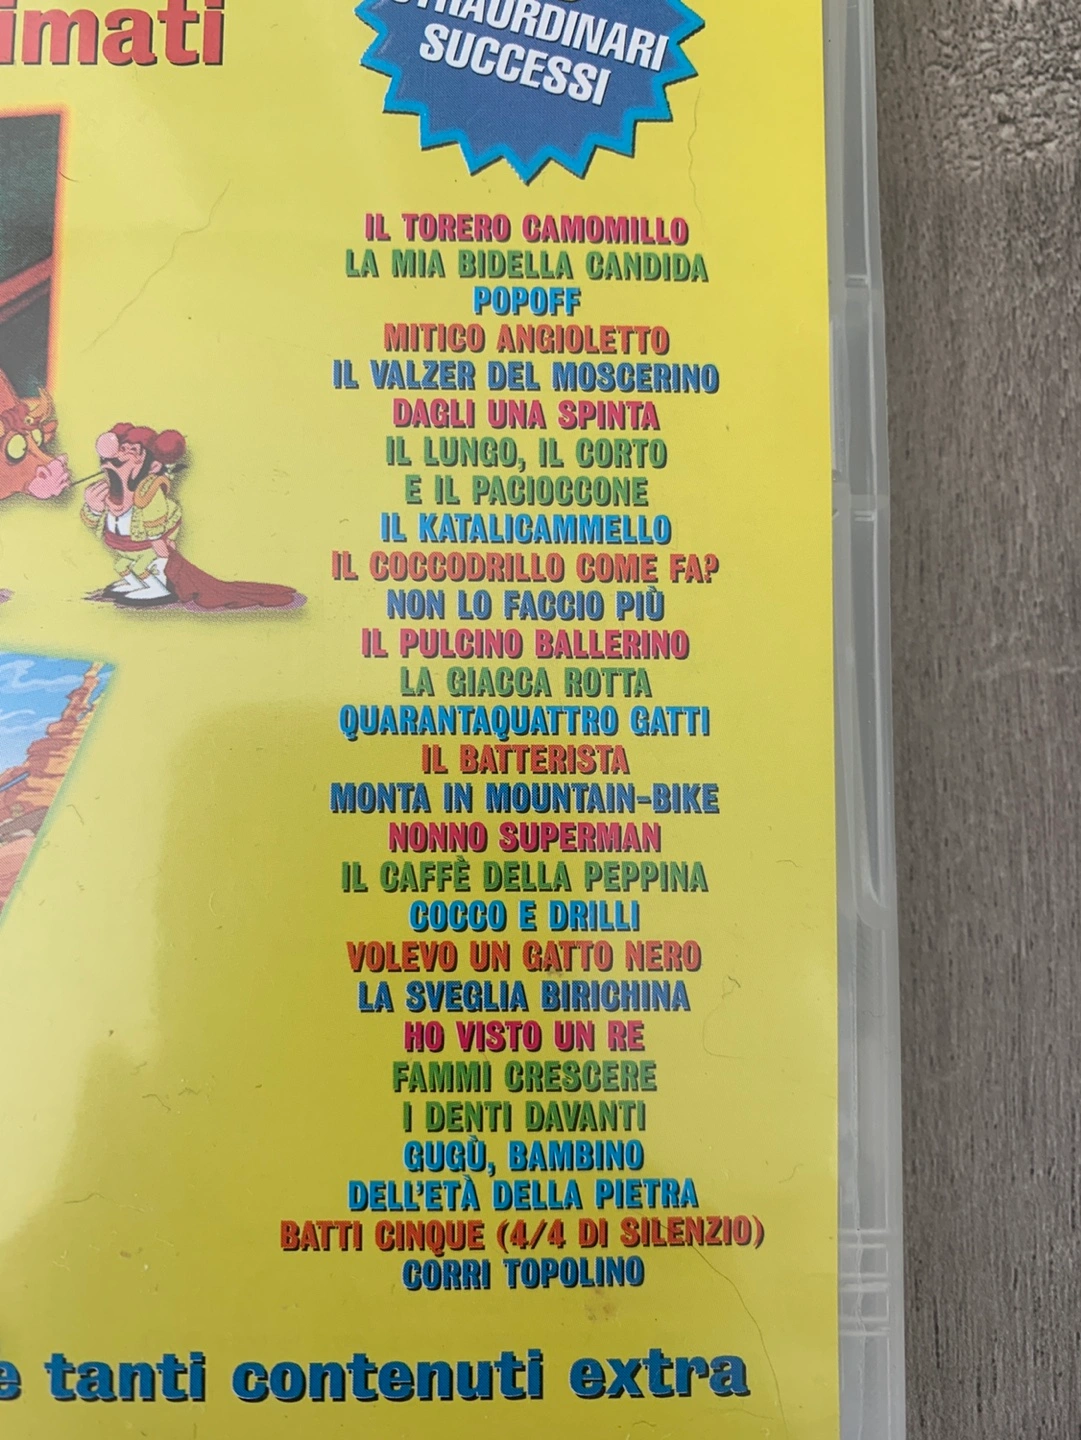 imati
STRAORDINARI
SUCCESSI
IL TORERO CAMOMILLO
LA MIA BIDELLA CANDIDA
POPOFF
MITICO ANGIOLETTO
IL VALZER DEL MOSCERINO
DAGLI UNA SPINTA
IL LUNGO, IL CORTO
E IL PACIOCCONE
IL KATALICAMMELLO
IL COCCODRILLO COME FA?
NON LO FACCIO PIÙ
IL PULCINO BALLERINO
LA GIACCA ROTTA
QUARANTAQUATTRO GATTI
IL BATTERISTA
MONTA IN MOUNTAIN-BIKE
NONNO SUPERMAN
IL CAFFÈ DELLA PEPPINA
COCCO E DRILLI
VOLEVO UN GATTO NERO
LA SVEGLIA BIRICHINA
HO VISTO UN RE
FAMMI CRESCERE
I DENTI DAVANTI
GUGÙ, BAMBINO
DELL'ETÀ DELLA PIETRA
BATTI CINQUE (4/4 DI SILENZIO)
CORRI TOPOLINO
e tanti contenuti extra